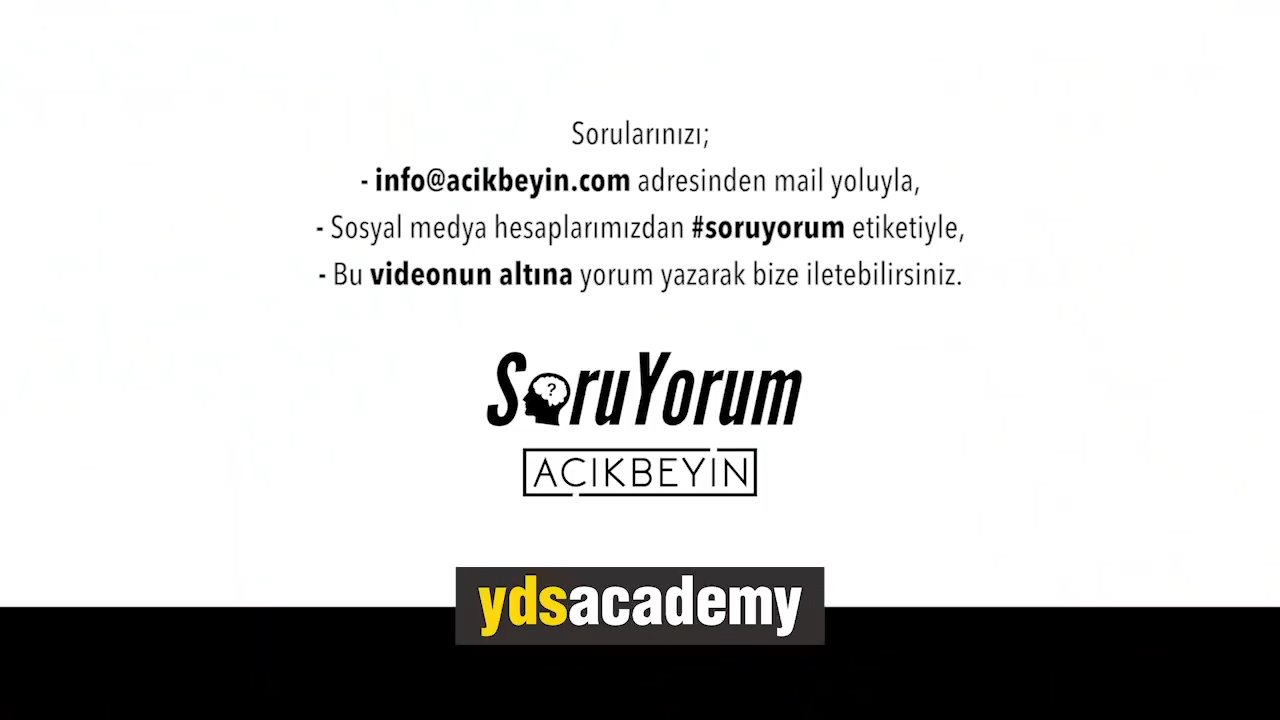 Sorularınızı;
- info@acikbeyin.com adresinden mail yoluyla,
- Sosyal medya hesaplarımızdan #soruyorum etiketiyle,
- Bu videonun altına yorum yazarak bize iletebilirsiniz.
SoruYorum
AÇIKBEYİN
ydsacademy